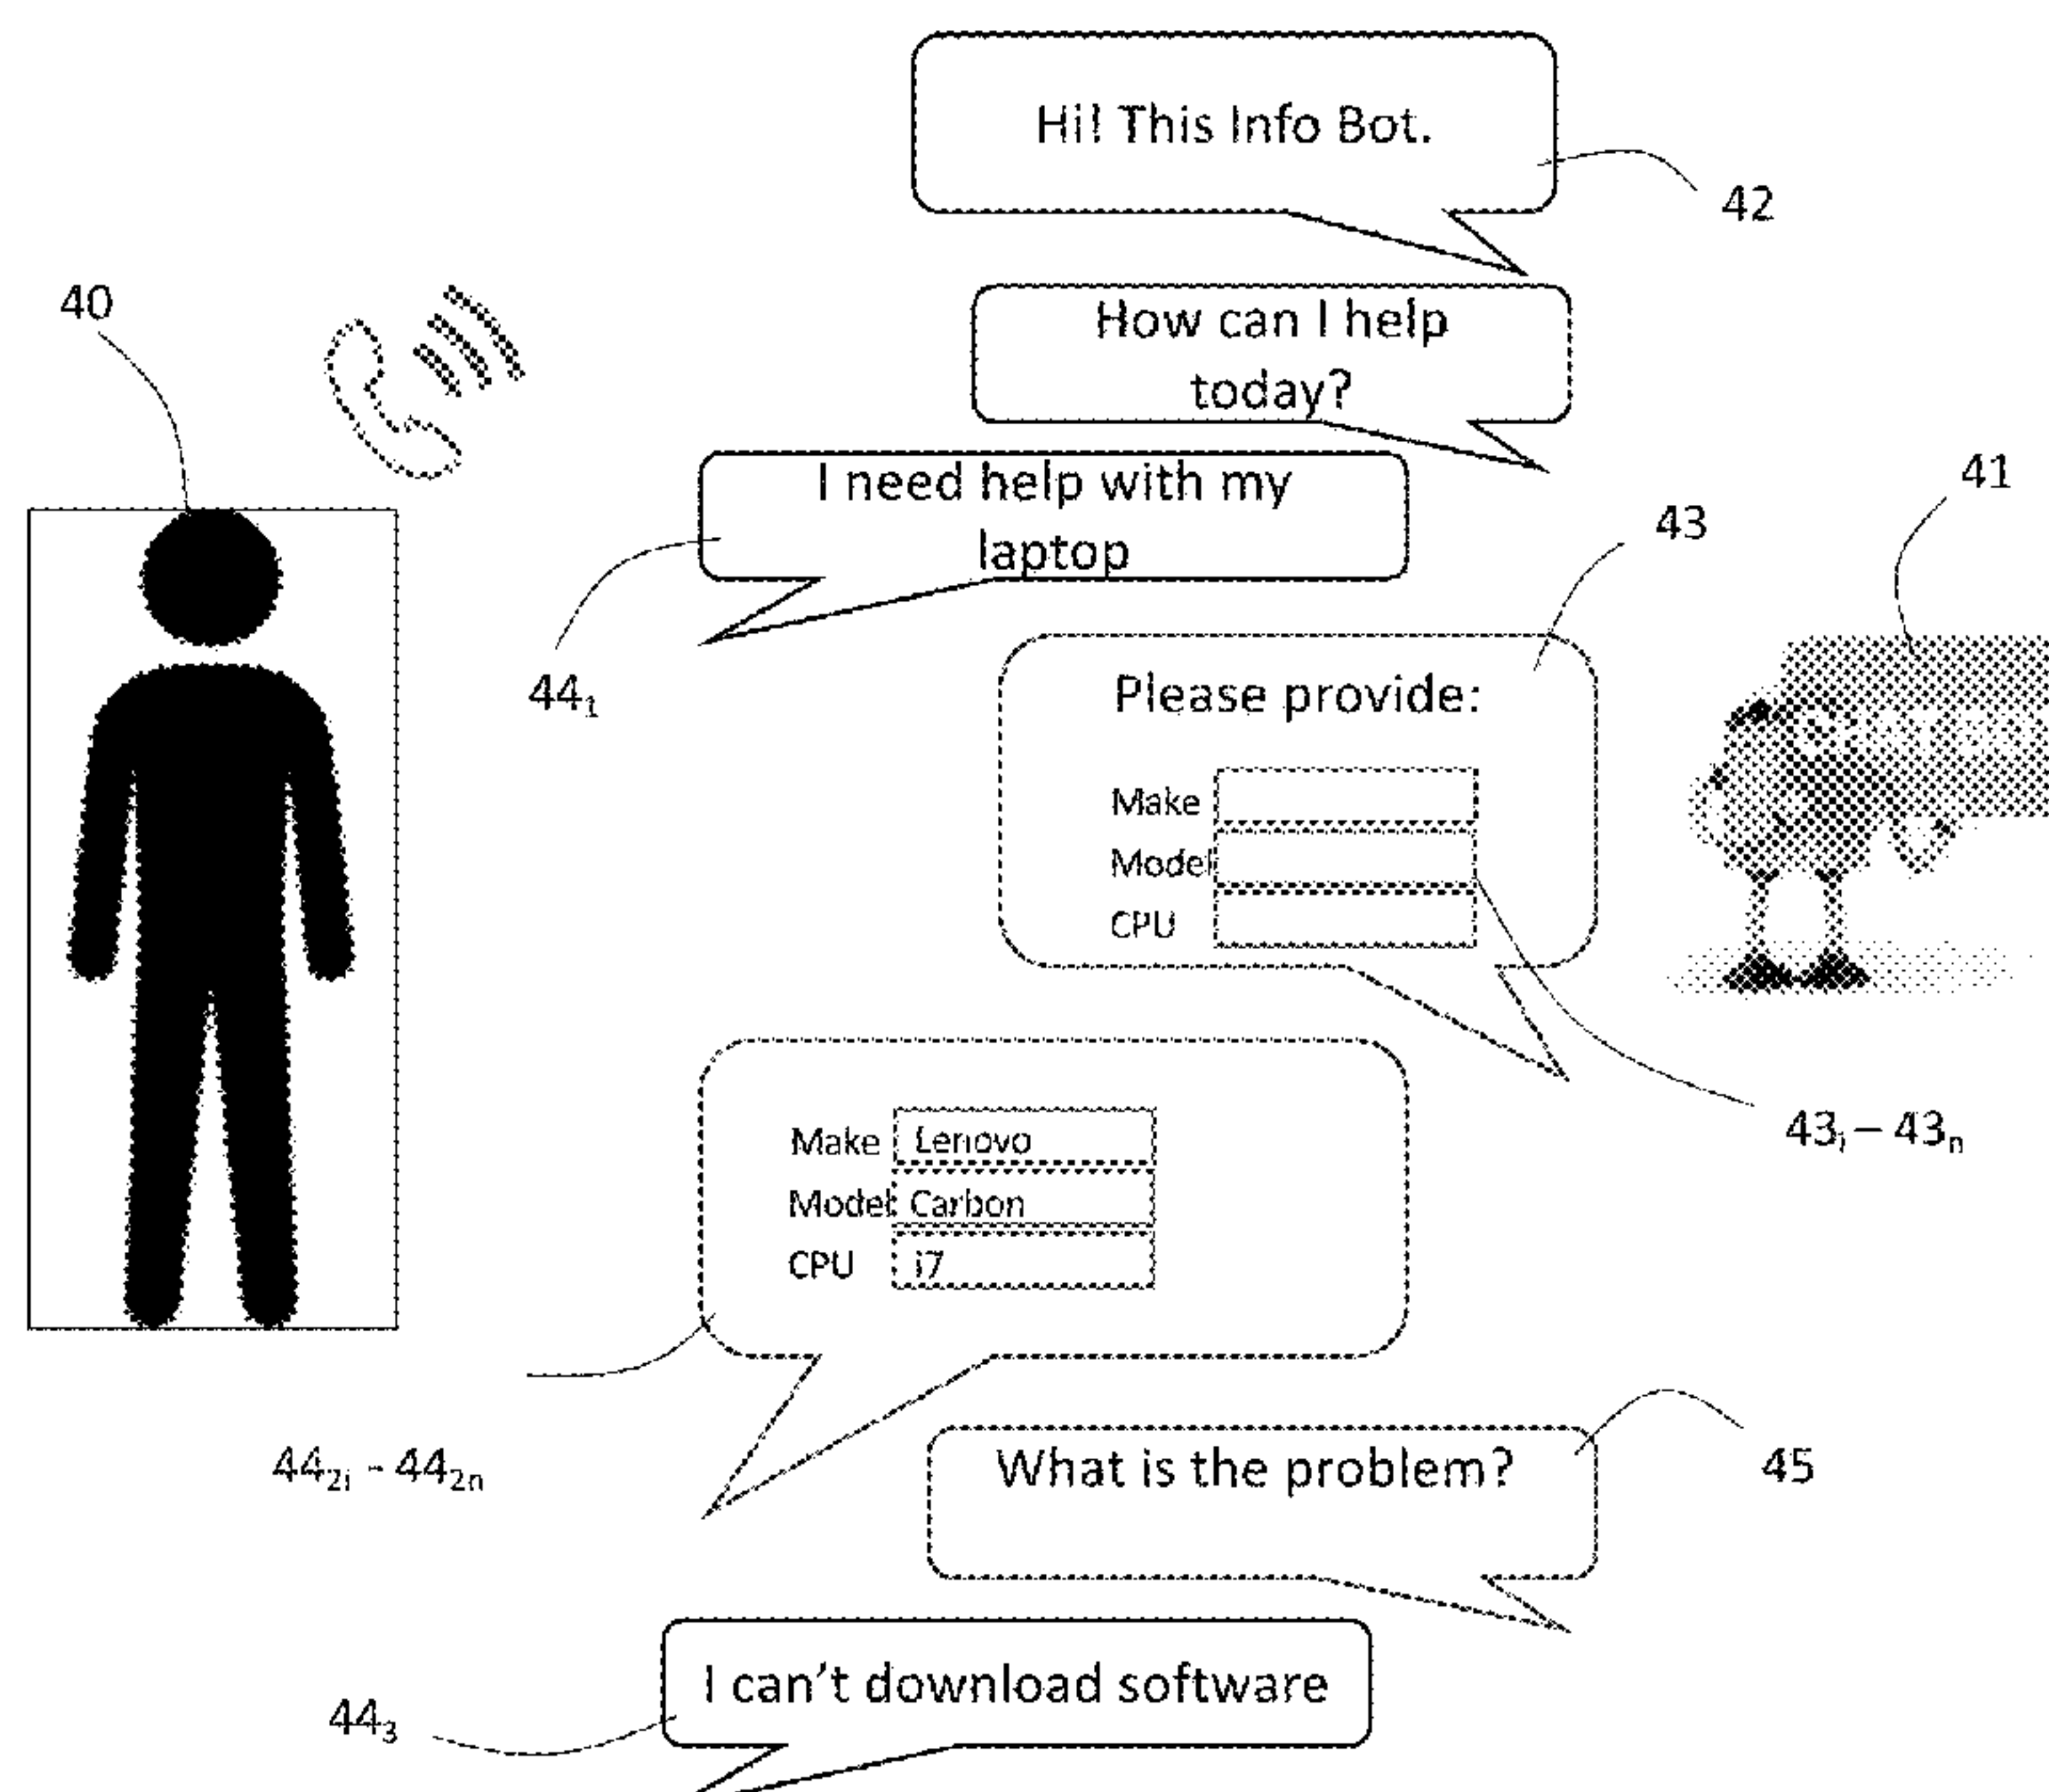 Hi! This Info Bot.
42
How can I help
today?
40
I need help with my
laptop
41
43
44₁
Please provide:
Make
Model
CPU
43ᵢ – 43ₙ
Make Lenovo
Model Carbon
CPU i7
44₂ᵢ - 44₂ₙ
What is the problem?
45
I can't download software
44₃